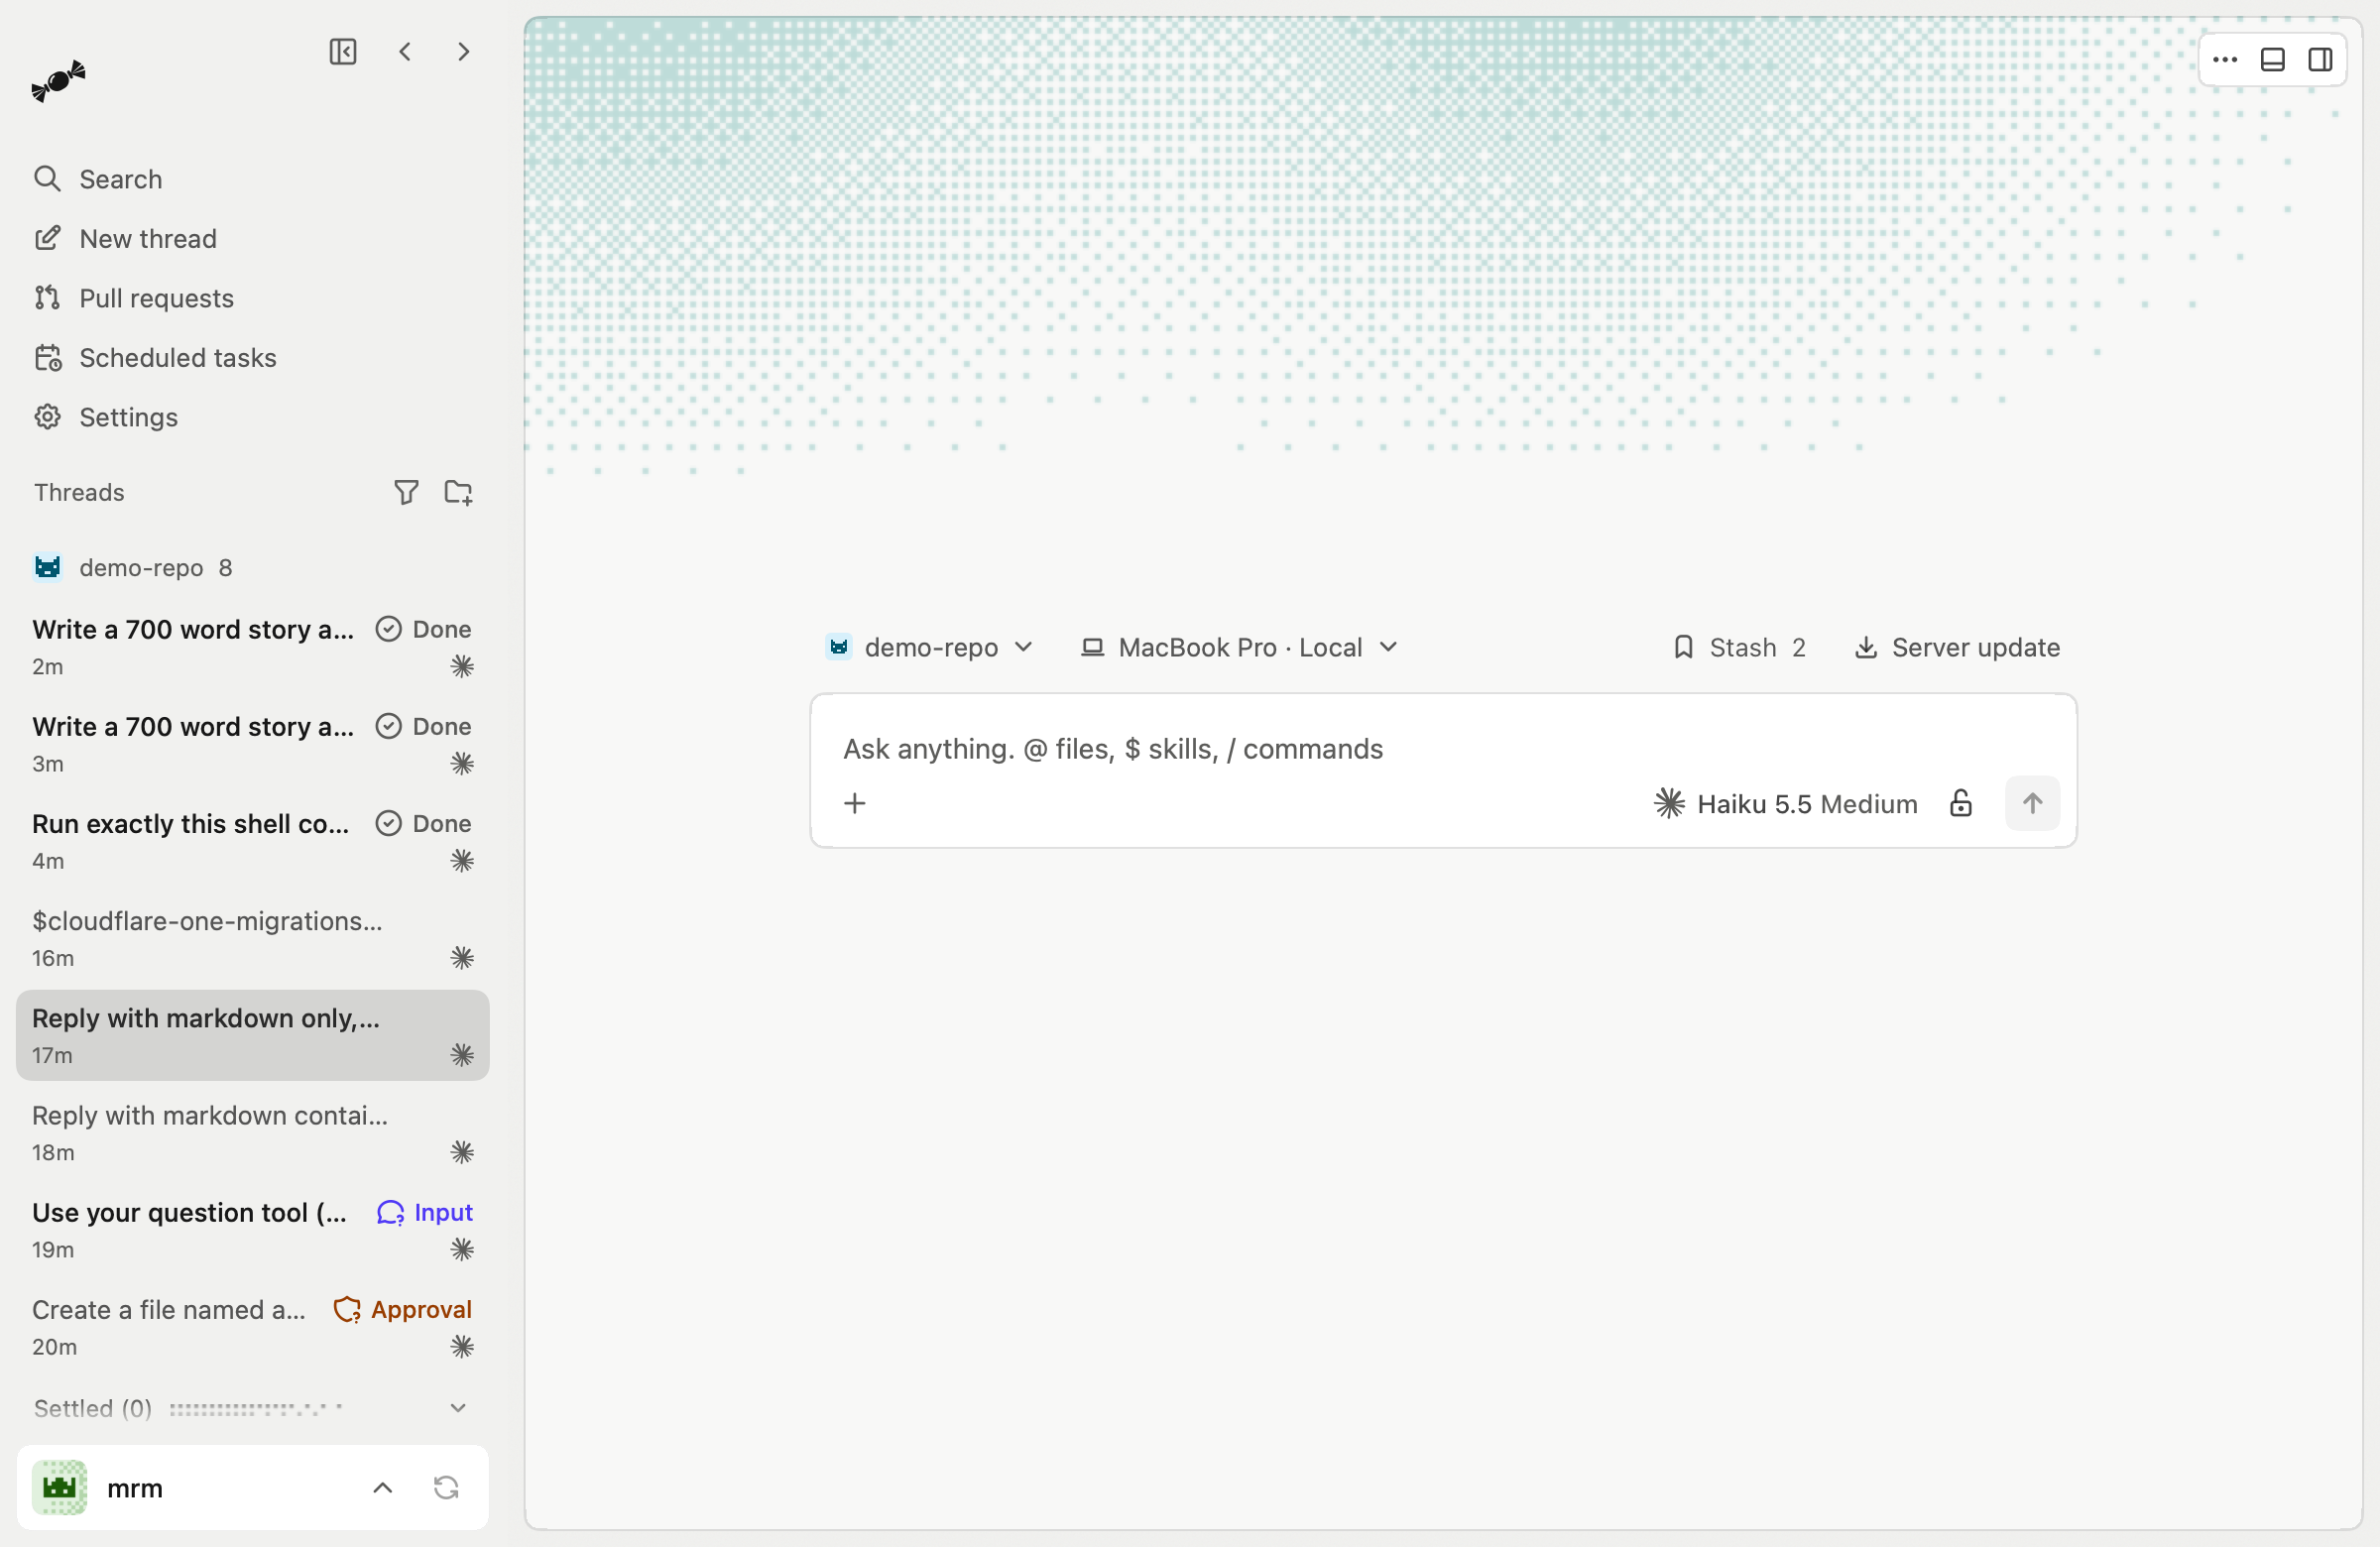 Search
New thread
Pull requests
Scheduled tasks
Settings
Threads
demo-repo 8
Write a 700 word story a... Done
2m
Write a 700 word story a... Done
3m
Run exactly this shell co... Done
4m
$cloudflare-one-migrations...
16m
Reply with markdown only,...
17m
Reply with markdown contai...
18m
Use your question tool (... Input
19m
Create a file named a... Approval
20m
Settled (0)
mrm
demo-repo MacBook Pro · Local Stash 2 Server update
Ask anything. @ files, $ skills, / commands
Haiku 5.5 Medium